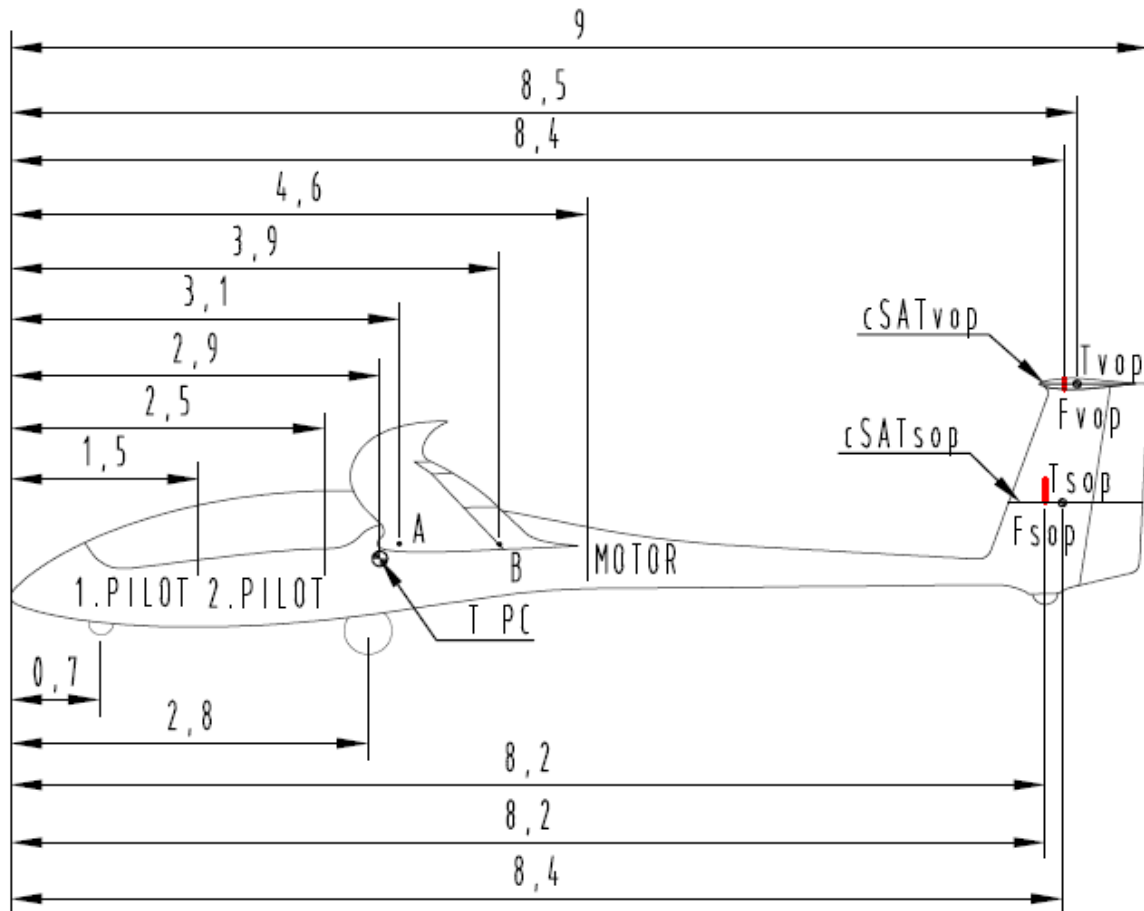 9
8,5
8,4
4,6
3,9
3,1
2,9
2,5
1,5
cSATvop
Tvop
Fvop
cSATsop
Tsop
Fsop
A
B
MOTOR
1.PILOT 2.PILOT
T PC
0,7
2,8
8,2
8,2
8,4